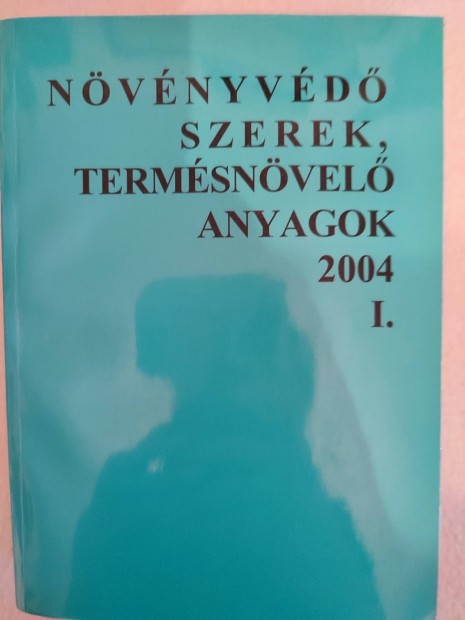 NÖVÉNYVÉDŐ
SZEREK,
TERMÉSNÖVELŐ
ANYAGOK
2004
I.